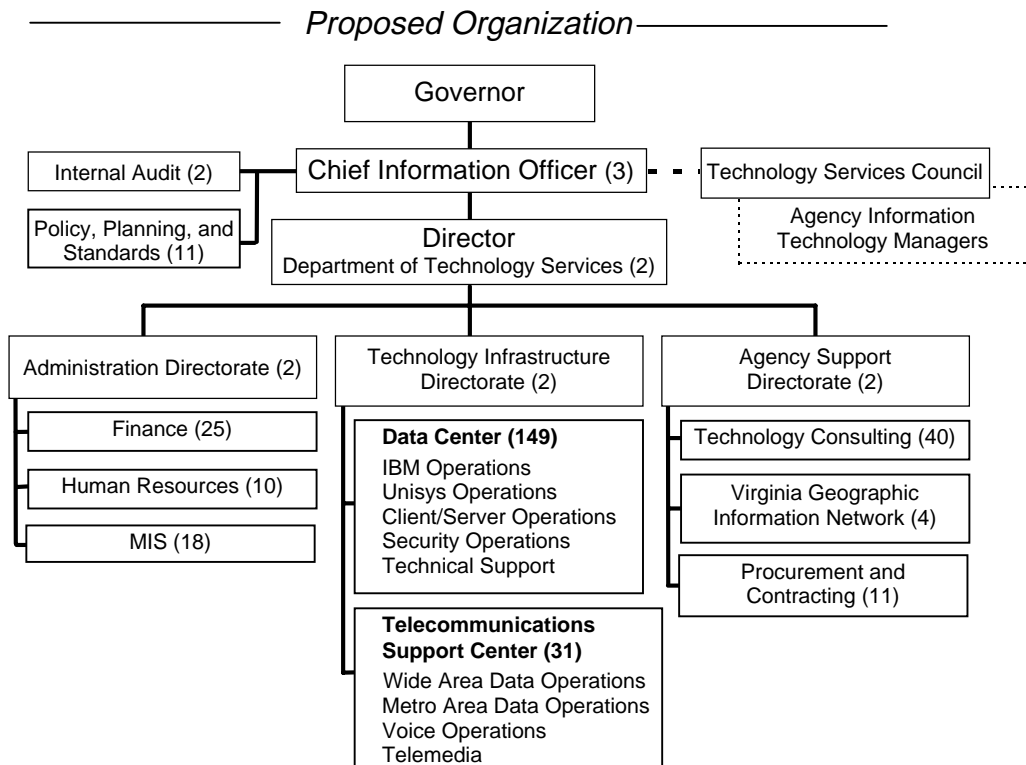 Proposed Organization
Governor
Chief Information Officer (3)
Internal Audit (2)
Policy, Planning, and
Standards (11)
Technology Services Council
Agency Information
Technology Managers
Director
Department of Technology Services (2)
Administration Directorate (2)
Finance (25)
Human Resources (10)
MIS (18)
Technology Infrastructure
Directorate (2)
Data Center (149)
IBM Operations
Unisys Operations
Client/Server Operations
Security Operations
Technical Support
Telecommunications
Support Center (31)
Wide Area Data Operations
Metro Area Data Operations
Voice Operations
Telemedia
Agency Support
Directorate (2)
Technology Consulting (40)
Virginia Geographic
Information Network (4)
Procurement and
Contracting (11)